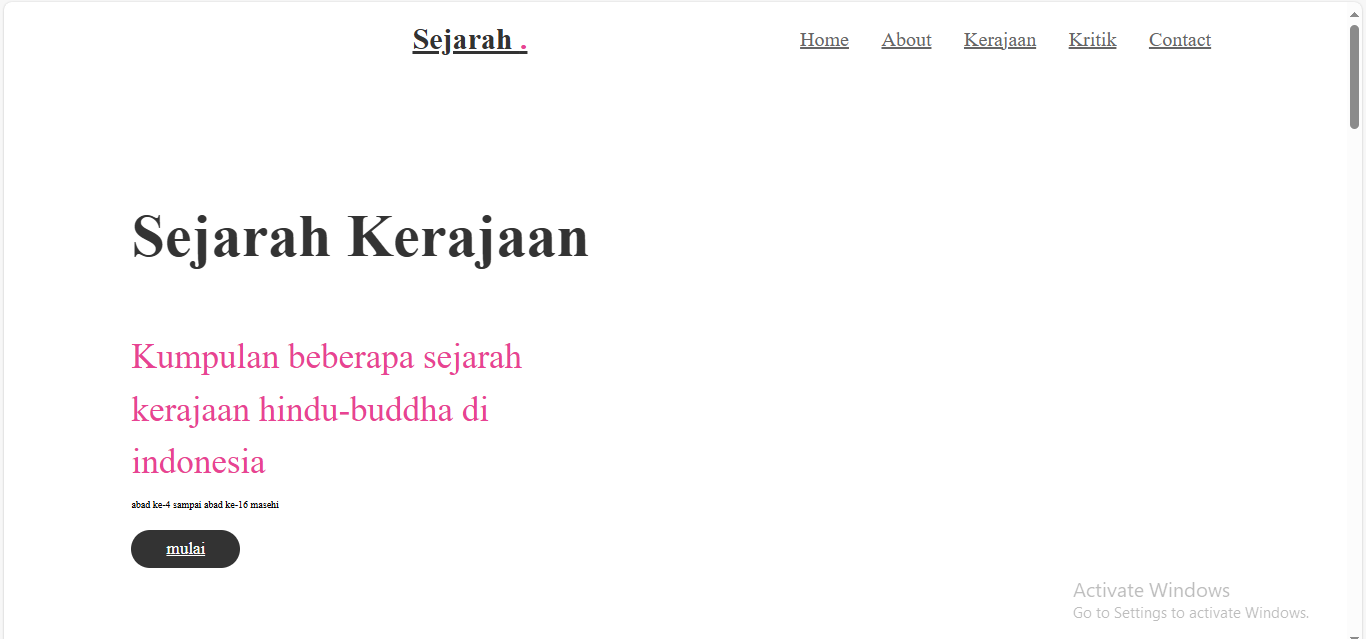 Sejarah .
Home About Kerajaan Kritik Contact
Sejarah Kerajaan
Kumpulan beberapa sejarah
kerajaan hindu-buddha di
indonesia
abad ke-4 sampai abad ke-16 masehi
mulai
Activate Windows
Go to Settings to activate Windows.